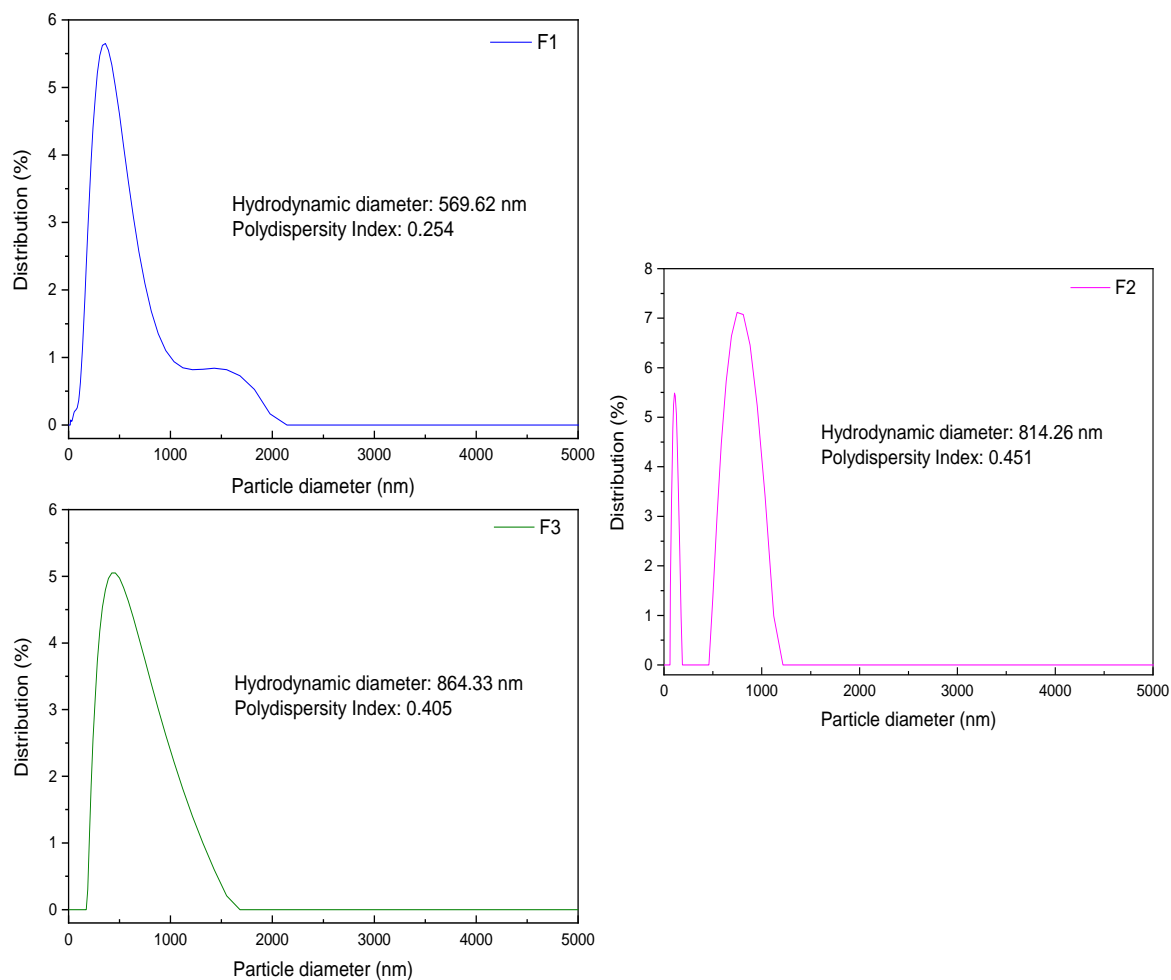 F1
6
5
4
3
2
1
0
Distribution (%)
Hydrodynamic diameter: 569.62 nm
Polydispersity Index: 0.254
0 1000 2000 3000 4000 5000
Particle diameter (nm)
F2
8
7
6
5
4
3
2
1
0
Distribution (%)
Hydrodynamic diameter: 814.26 nm
Polydispersity Index: 0.451
0 1000 2000 3000 4000 5000
Particle diameter (nm)
F3
6
5
4
3
2
1
0
Distribution (%)
Hydrodynamic diameter: 864.33 nm
Polydispersity Index: 0.405
0 1000 2000 3000 4000 5000
Particle diameter (nm)